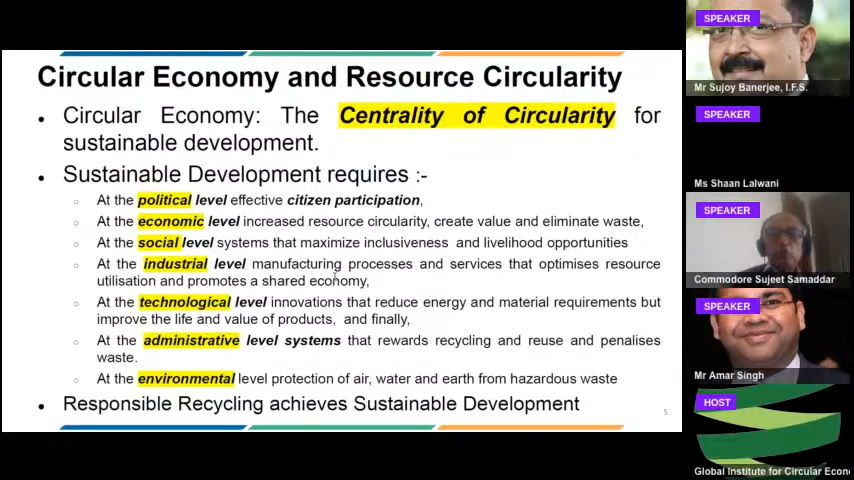 Circular Economy and Resource Circularity
• Circular Economy: The Centrality of Circularity for
sustainable development.
• Sustainable Development requires :-
○ At the political level effective citizen participation,
○ At the economic level increased resource circularity, create value and eliminate waste,
○ At the social level systems that maximize inclusiveness and livelihood opportunities
○ At the industrial level manufacturing processes and services that optimises resource
utilisation and promotes a shared economy,
○ At the technological level innovations that reduce energy and material requirements but
improve the life and value of products, and finally,
○ At the administrative level systems that rewards recycling and reuse and penalises
waste.
○ At the environmental level protection of air, water and earth from hazardous waste
• Responsible Recycling achieves Sustainable Development
5
SPEAKER
Mr Sujoy Banerjee, I.F.S.
SPEAKER
Ms Shaan Lalwani
SPEAKER
Commodore Sujeet Samaddar
SPEAKER
Mr Amar Singh
HOST
Global Institute for Circular Econ